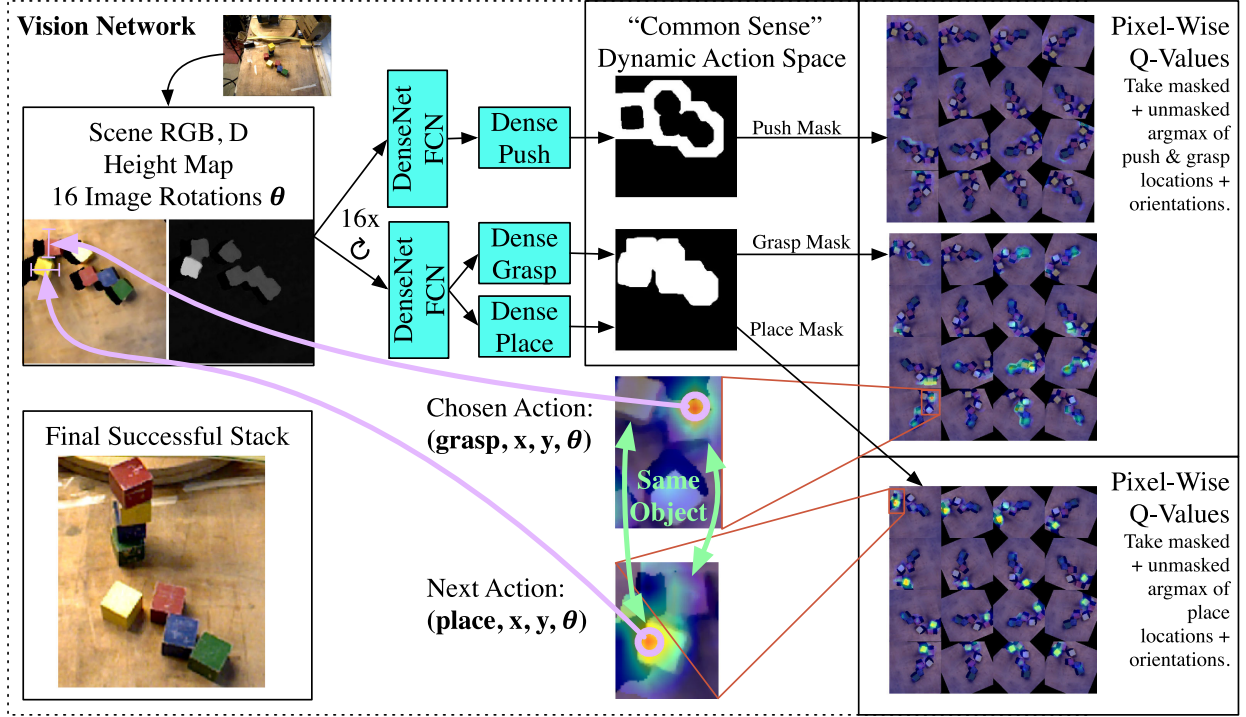 Vision Network
Scene RGB, D
Height Map
16 Image Rotations θ
DenseNet
FCN
Dense
Push
16x
DenseNet
FCN
Dense
Grasp
Dense
Place
“Common Sense”
Dynamic Action Space
Push Mask
Grasp Mask
Place Mask
Pixel-Wise
Q-Values
Take masked
+ unmasked
argmax of
push & grasp
locations +
orientations.
Chosen Action:
(grasp, x, y, θ)
Same
Object
Next Action:
(place, x, y, θ)
Final Successful Stack
Pixel-Wise
Q-Values
Take masked
+ unmasked
argmax of
place
locations +
orientations.